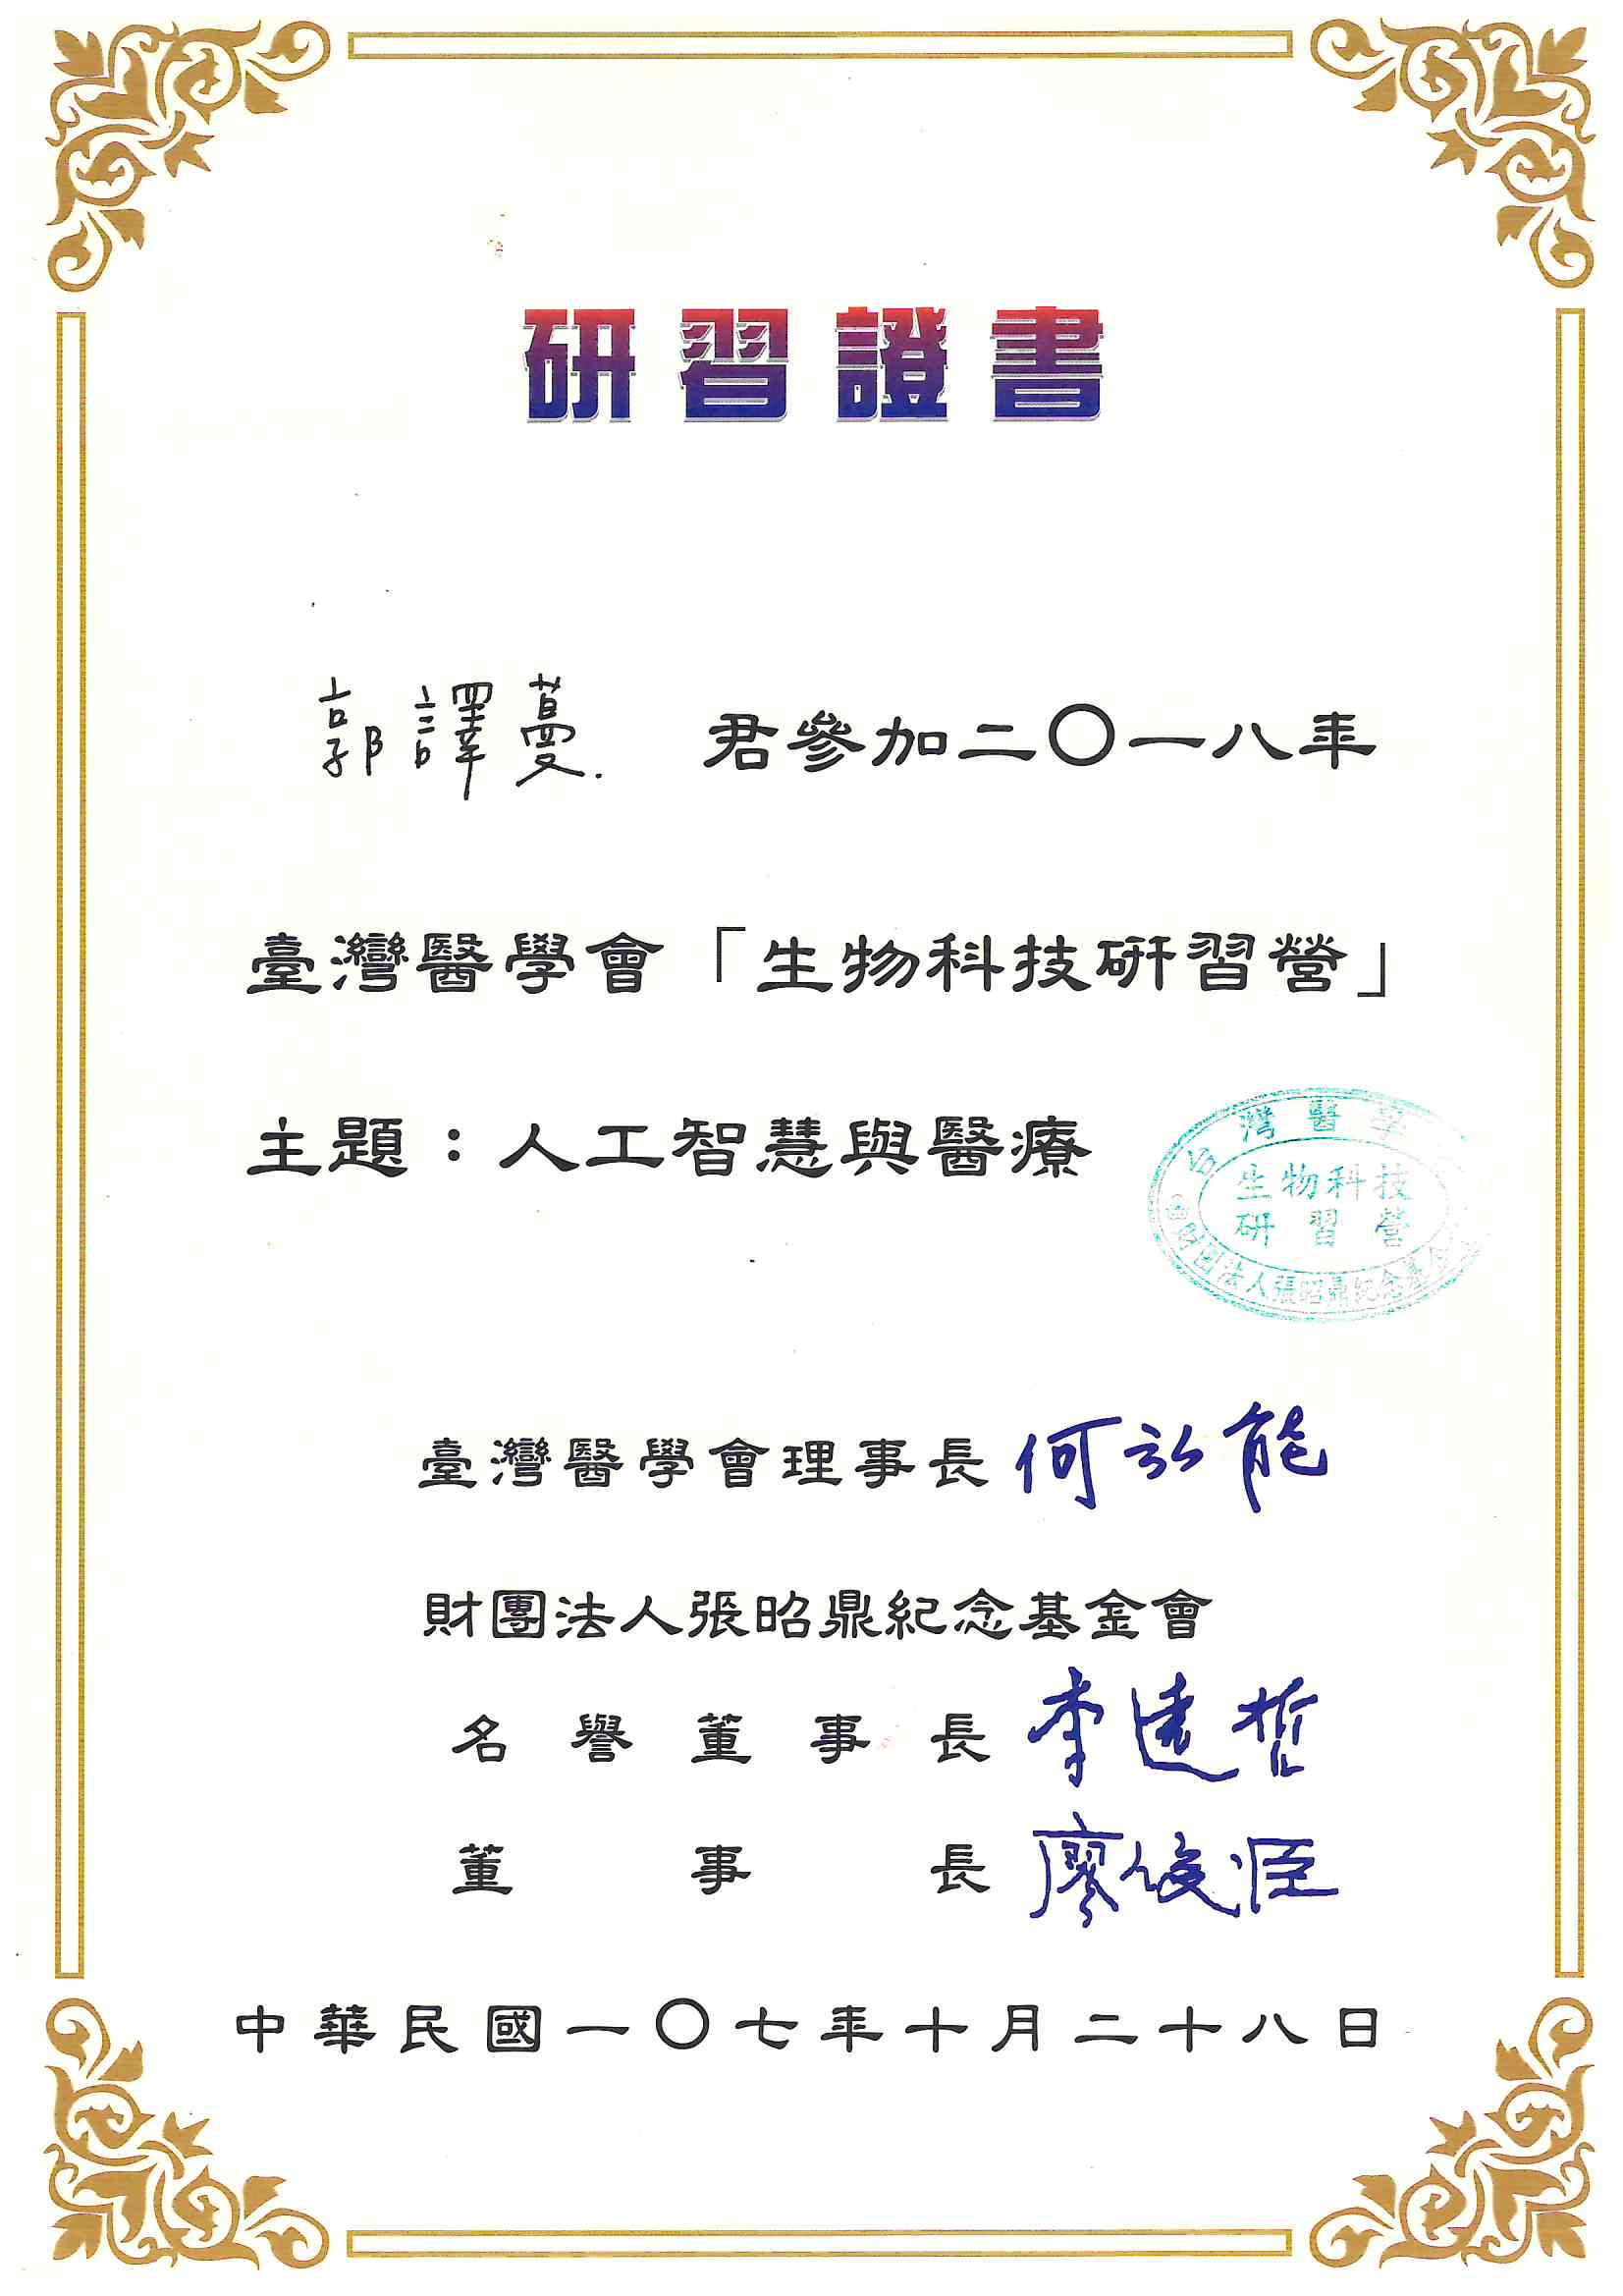 研習證書
郭譯蔓 君參加二〇一八年
臺灣醫學會「生物科技研習營」
主題：人工智慧與醫療
台灣醫學
生物科技
研習營
財團法人張昭鼎紀念基金
臺灣醫學會理事長 何弘能
財團法人張昭鼎紀念基金會
名譽董事長 李遠哲
董事長 廖俊臣
中華民國一〇七年十月二十八日